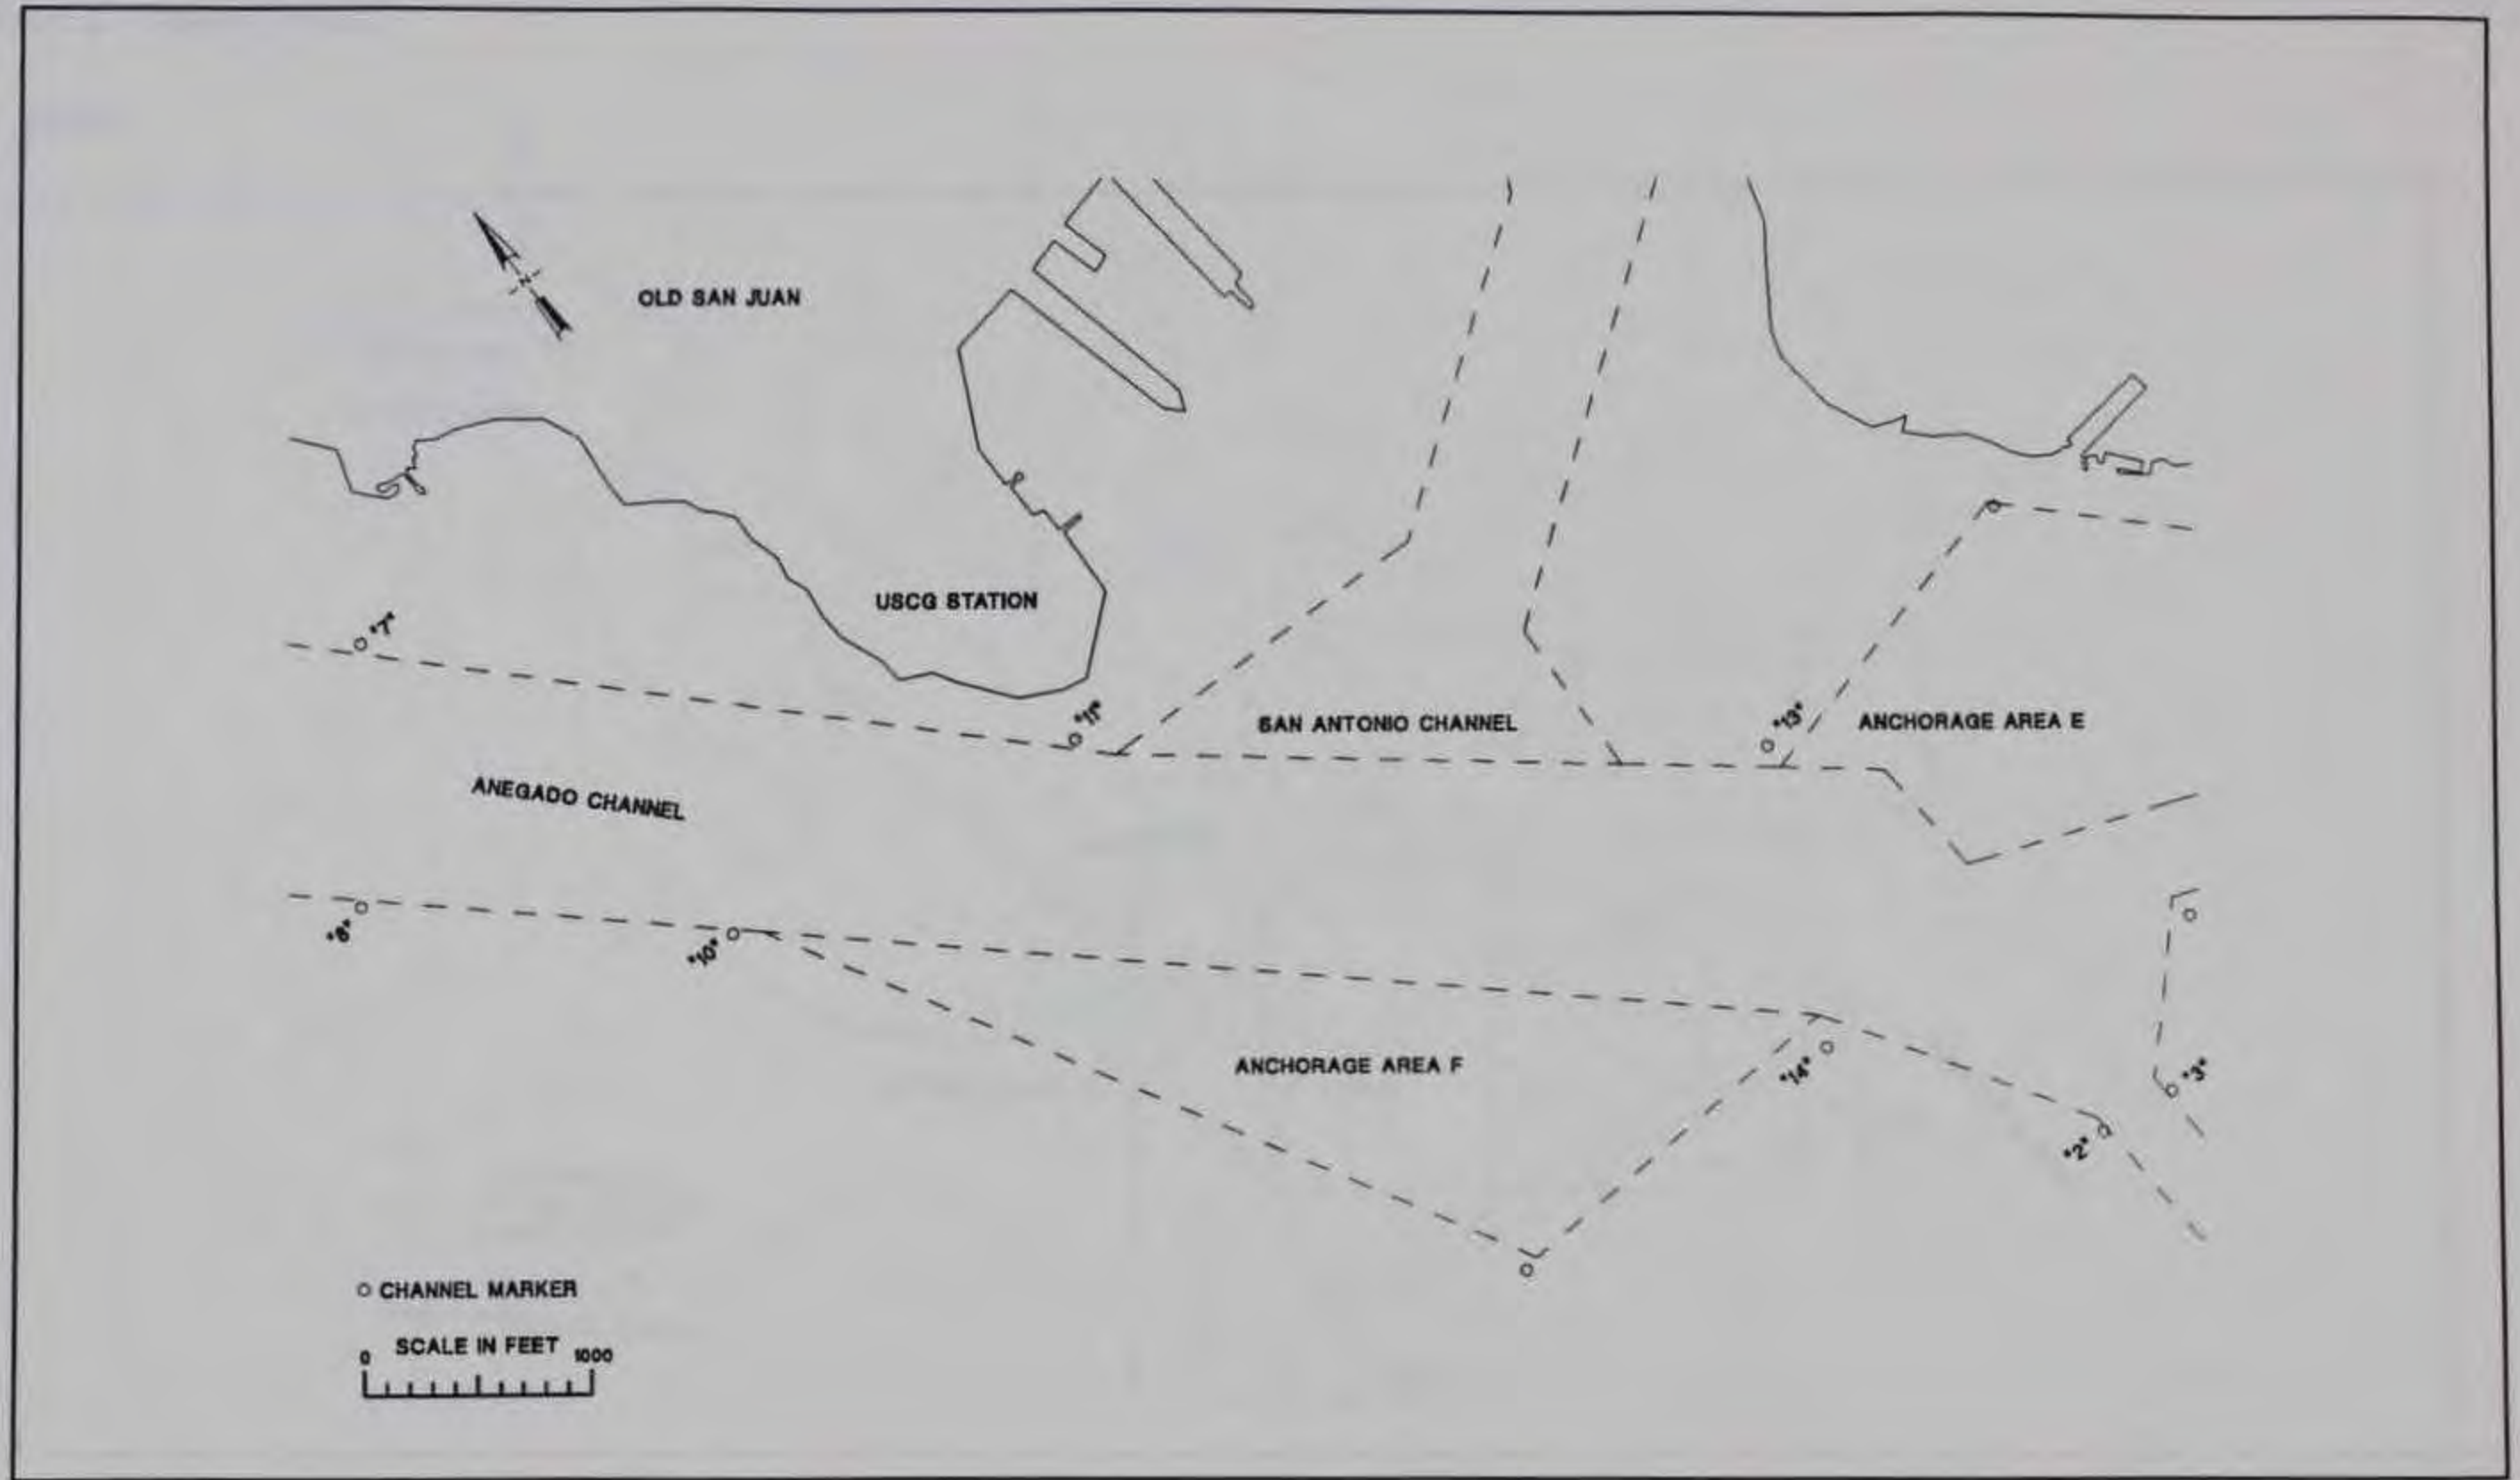 N
OLD SAN JUAN
USCG STATION
"7"
"11"
SAN ANTONIO CHANNEL
"13"
ANCHORAGE AREA E
ANEGADO CHANNEL
"8"
"10"
ANCHORAGE AREA F
"14"
"3"
"2"
CHANNEL MARKER
SCALE IN FEET
0 1000